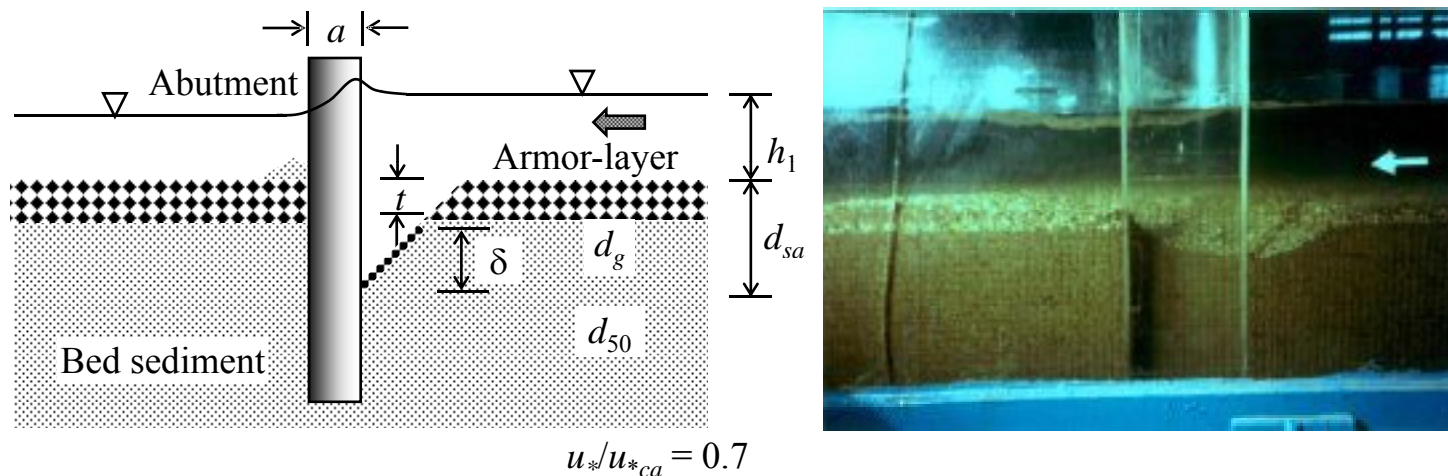 a
Abutment
Armor-layer
h1
t
dsa
dg
δ
d50
Bed sediment
u*/u*ca = 0.7